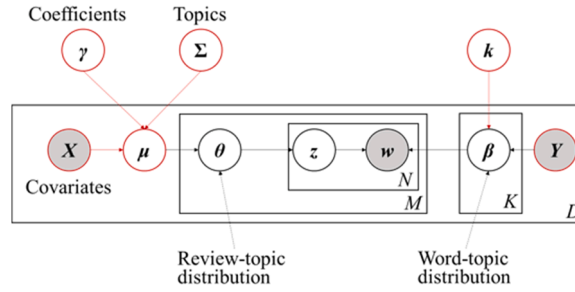 Coefficients Topics
γ Σ k
X μ θ z w β Y
Covariates
N
M K
Review-topic
distribution
Word-topic
distribution